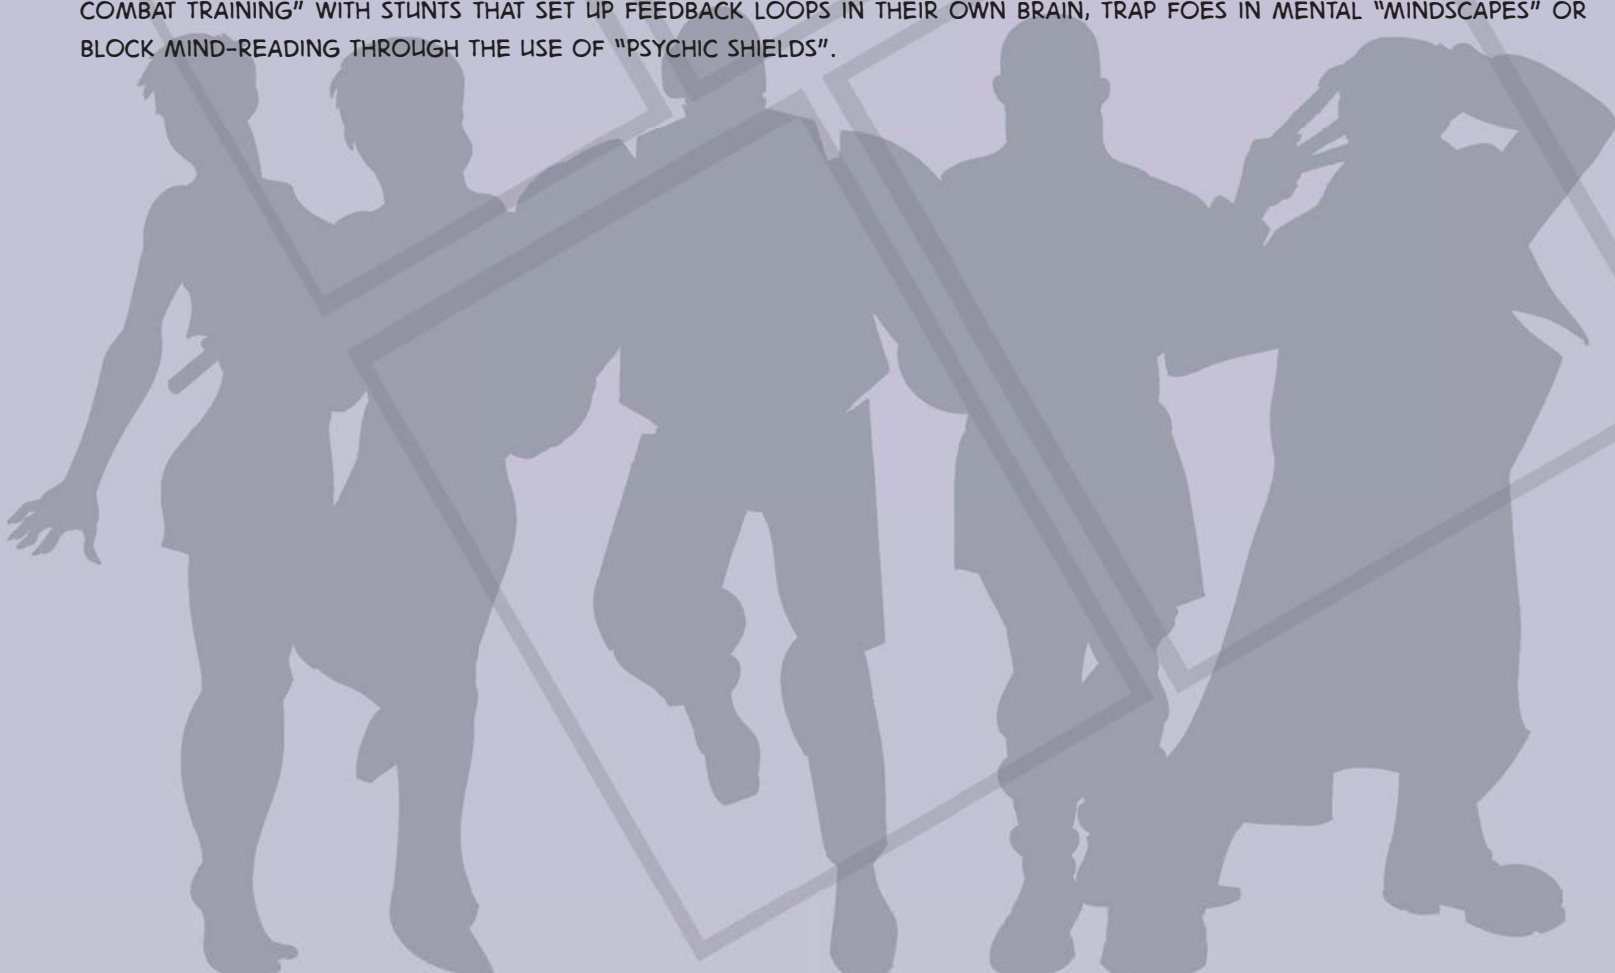 COMBAT TRAINING” WITH STUNTS THAT SET UP FEEDBACK LOOPS IN THEIR OWN BRAIN, TRAP FOES IN MENTAL “MINDSCAPES” OR
BLOCK MIND-READING THROUGH THE USE OF “PSYCHIC SHIELDS”.